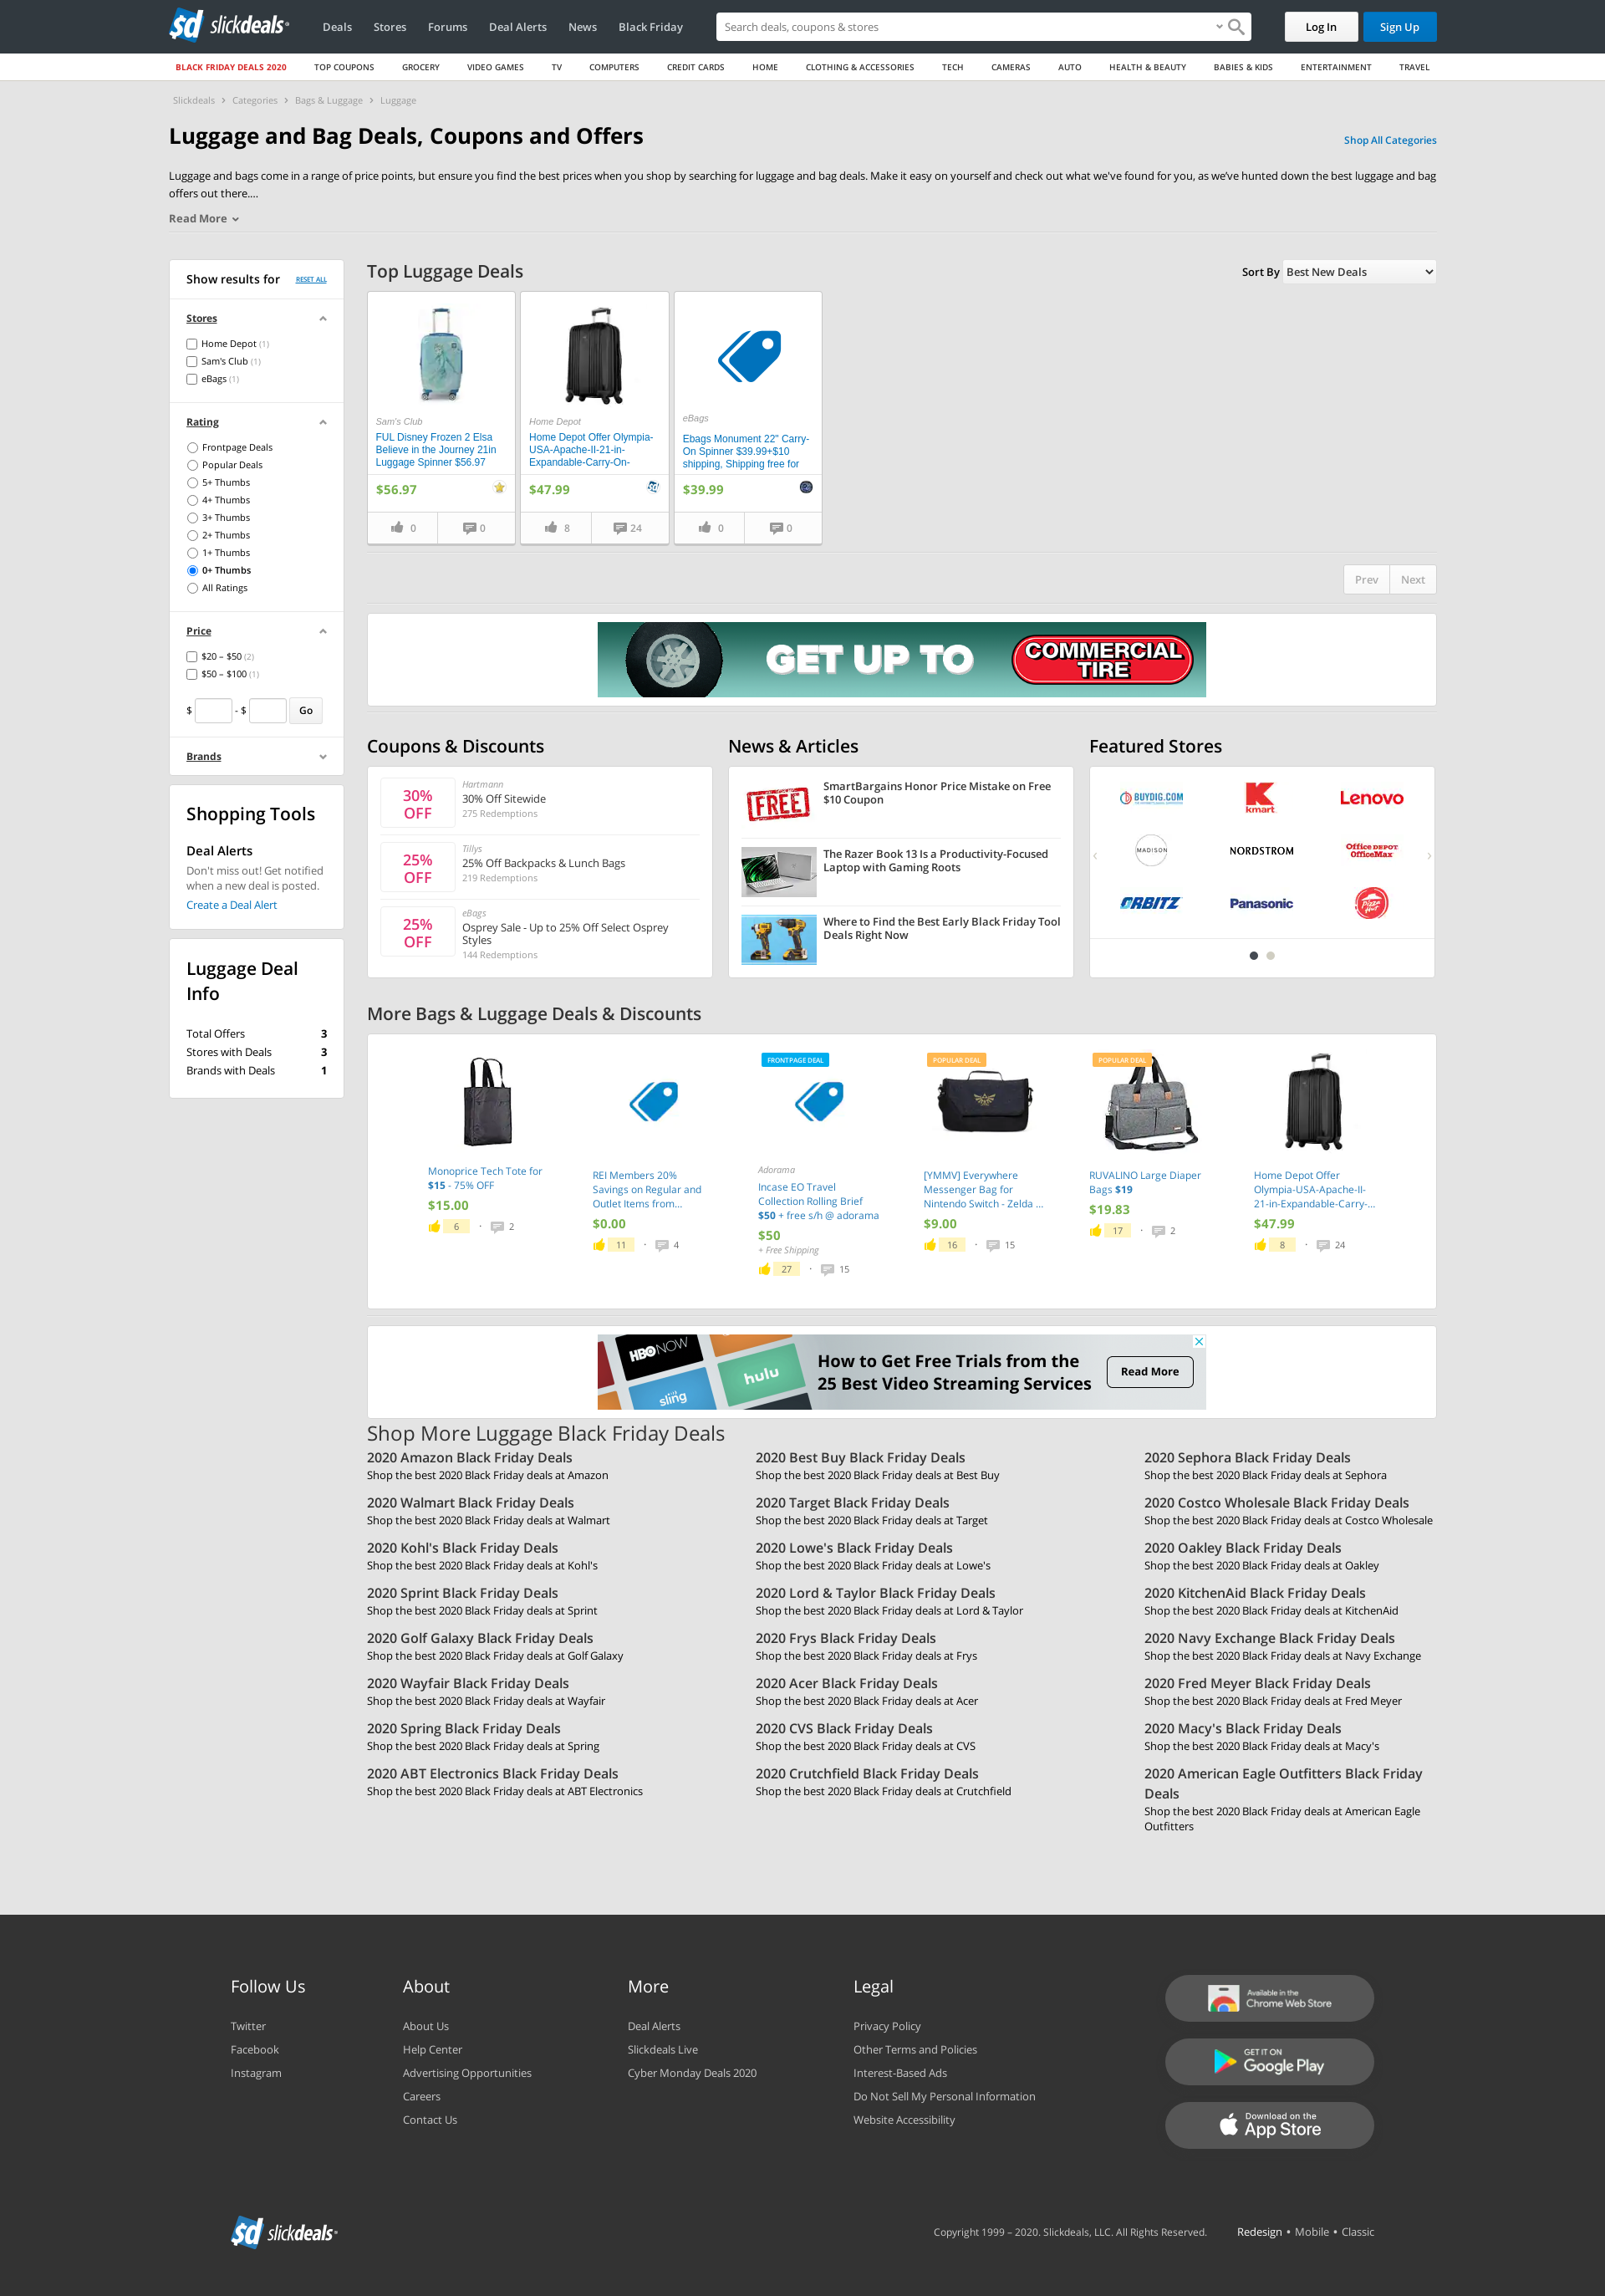 sd slickdeals
Deals Stores Forums Deal Alerts News Black Friday
Search deals, coupons & stores
Log In
Sign Up
BLACK FRIDAY DEALS 2020 TOP COUPONS GROCERY VIDEO GAMES TV COMPUTERS CREDIT CARDS HOME CLOTHING & ACCESSORIES TECH CAMERAS AUTO HEALTH & BEAUTY BABIES & KIDS ENTERTAINMENT TRAVEL
Slickdeals › Categories › Bags & Luggage › Luggage
Luggage and Bag Deals, Coupons and Offers
Shop All Categories
Luggage and bags come in a range of price points, but ensure you find the best prices when you shop by searching for luggage and bag deals. Make it easy on yourself and check out what we've found for you, as we've hunted down the best luggage and bag
offers out there....
Read More
Show results for RESET ALL
Stores
Home Depot (1)
Sam's Club (1)
eBags (1)
Rating
Frontpage Deals
Popular Deals
5+ Thumbs
4+ Thumbs
3+ Thumbs
2+ Thumbs
1+ Thumbs
0+ Thumbs
All Ratings
Price
$20 – $50 (2)
$50 – $100 (1)
$ - $ Go
Brands
Shopping Tools
Deal Alerts
Don't miss out! Get notified
when a new deal is posted.
Create a Deal Alert
Luggage Deal
Info
Total Offers 3
Stores with Deals 3
Brands with Deals 1
Top Luggage Deals
Sort By Best New Deals
Sam's Club
FUL Disney Frozen 2 Elsa
Believe in the Journey 21in
Luggage Spinner $56.97
$56.97
0 0
Home Depot
Home Depot Offer Olympia-
USA-Apache-II-21-in-
Expandable-Carry-On-
$47.99
8 24
eBags
Ebags Monument 22" Carry-
On Spinner $39.99+$10
shipping, Shipping free for
$39.99
0 0
Prev Next
GET UP TO
COMMERCIAL
TIRE
Coupons & Discounts
30%
OFF
Hartmann
30% Off Sitewide
275 Redemptions
25%
OFF
Tillys
25% Off Backpacks & Lunch Bags
219 Redemptions
25%
OFF
eBags
Osprey Sale - Up to 25% Off Select Osprey
Styles
144 Redemptions
News & Articles
FREE
SmartBargains Honor Price Mistake on Free
$10 Coupon
The Razer Book 13 Is a Productivity-Focused
Laptop with Gaming Roots
Where to Find the Best Early Black Friday Tool
Deals Right Now
Featured Stores
BUYDIG.COM
kmart
Lenovo
MADISON
NORDSTROM
Office DEPOT
OfficeMax
ORBITZ
Panasonic
Pizza Hut
More Bags & Luggage Deals & Discounts
Monoprice Tech Tote for
$15 - 75% OFF
$15.00
6 · 2
REI Members 20%
Savings on Regular and
Outlet Items from...
$0.00
11 · 4
FRONTPAGE DEAL
Adorama
Incase EO Travel
Collection Rolling Brief
$50 + free s/h @ adorama
$50
+ Free Shipping
27 · 15
POPULAR DEAL
[YMMV] Everywhere
Messenger Bag for
Nintendo Switch - Zelda ...
$9.00
16 · 15
POPULAR DEAL
RUVALINO Large Diaper
Bags $19
$19.83
17 · 2
Home Depot Offer
Olympia-USA-Apache-II-
21-in-Expandable-Carry-...
$47.99
8 · 24
HBO NOW
hulu
sling
How to Get Free Trials from the
25 Best Video Streaming Services
Read More
Shop More Luggage Black Friday Deals
2020 Amazon Black Friday Deals
Shop the best 2020 Black Friday deals at Amazon
2020 Best Buy Black Friday Deals
Shop the best 2020 Black Friday deals at Best Buy
2020 Sephora Black Friday Deals
Shop the best 2020 Black Friday deals at Sephora
2020 Walmart Black Friday Deals
Shop the best 2020 Black Friday deals at Walmart
2020 Target Black Friday Deals
Shop the best 2020 Black Friday deals at Target
2020 Costco Wholesale Black Friday Deals
Shop the best 2020 Black Friday deals at Costco Wholesale
2020 Kohl's Black Friday Deals
Shop the best 2020 Black Friday deals at Kohl's
2020 Lowe's Black Friday Deals
Shop the best 2020 Black Friday deals at Lowe's
2020 Oakley Black Friday Deals
Shop the best 2020 Black Friday deals at Oakley
2020 Sprint Black Friday Deals
Shop the best 2020 Black Friday deals at Sprint
2020 Lord & Taylor Black Friday Deals
Shop the best 2020 Black Friday deals at Lord & Taylor
2020 KitchenAid Black Friday Deals
Shop the best 2020 Black Friday deals at KitchenAid
2020 Golf Galaxy Black Friday Deals
Shop the best 2020 Black Friday deals at Golf Galaxy
2020 Frys Black Friday Deals
Shop the best 2020 Black Friday deals at Frys
2020 Navy Exchange Black Friday Deals
Shop the best 2020 Black Friday deals at Navy Exchange
2020 Wayfair Black Friday Deals
Shop the best 2020 Black Friday deals at Wayfair
2020 Acer Black Friday Deals
Shop the best 2020 Black Friday deals at Acer
2020 Fred Meyer Black Friday Deals
Shop the best 2020 Black Friday deals at Fred Meyer
2020 Spring Black Friday Deals
Shop the best 2020 Black Friday deals at Spring
2020 CVS Black Friday Deals
Shop the best 2020 Black Friday deals at CVS
2020 Macy's Black Friday Deals
Shop the best 2020 Black Friday deals at Macy's
2020 ABT Electronics Black Friday Deals
Shop the best 2020 Black Friday deals at ABT Electronics
2020 Crutchfield Black Friday Deals
Shop the best 2020 Black Friday deals at Crutchfield
2020 American Eagle Outfitters Black Friday
Deals
Shop the best 2020 Black Friday deals at American Eagle
Outfitters
Follow Us
Twitter
Facebook
Instagram
About
About Us
Help Center
Advertising Opportunities
Careers
Contact Us
More
Deal Alerts
Slickdeals Live
Cyber Monday Deals 2020
Legal
Privacy Policy
Other Terms and Policies
Interest-Based Ads
Do Not Sell My Personal Information
Website Accessibility
Available in the
Chrome Web Store
GET IT ON
Google Play
Download on the
App Store
sd slickdeals
Copyright 1999 – 2020. Slickdeals, LLC. All Rights Reserved.
Redesign • Mobile • Classic